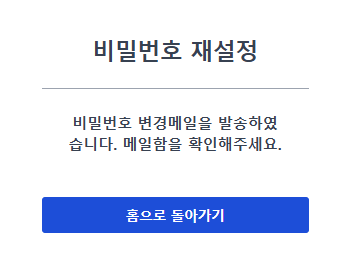 비밀번호 재설정
비밀번호 변경메일을 발송하였
습니다. 메일함을 확인해주세요.
홈으로 돌아가기